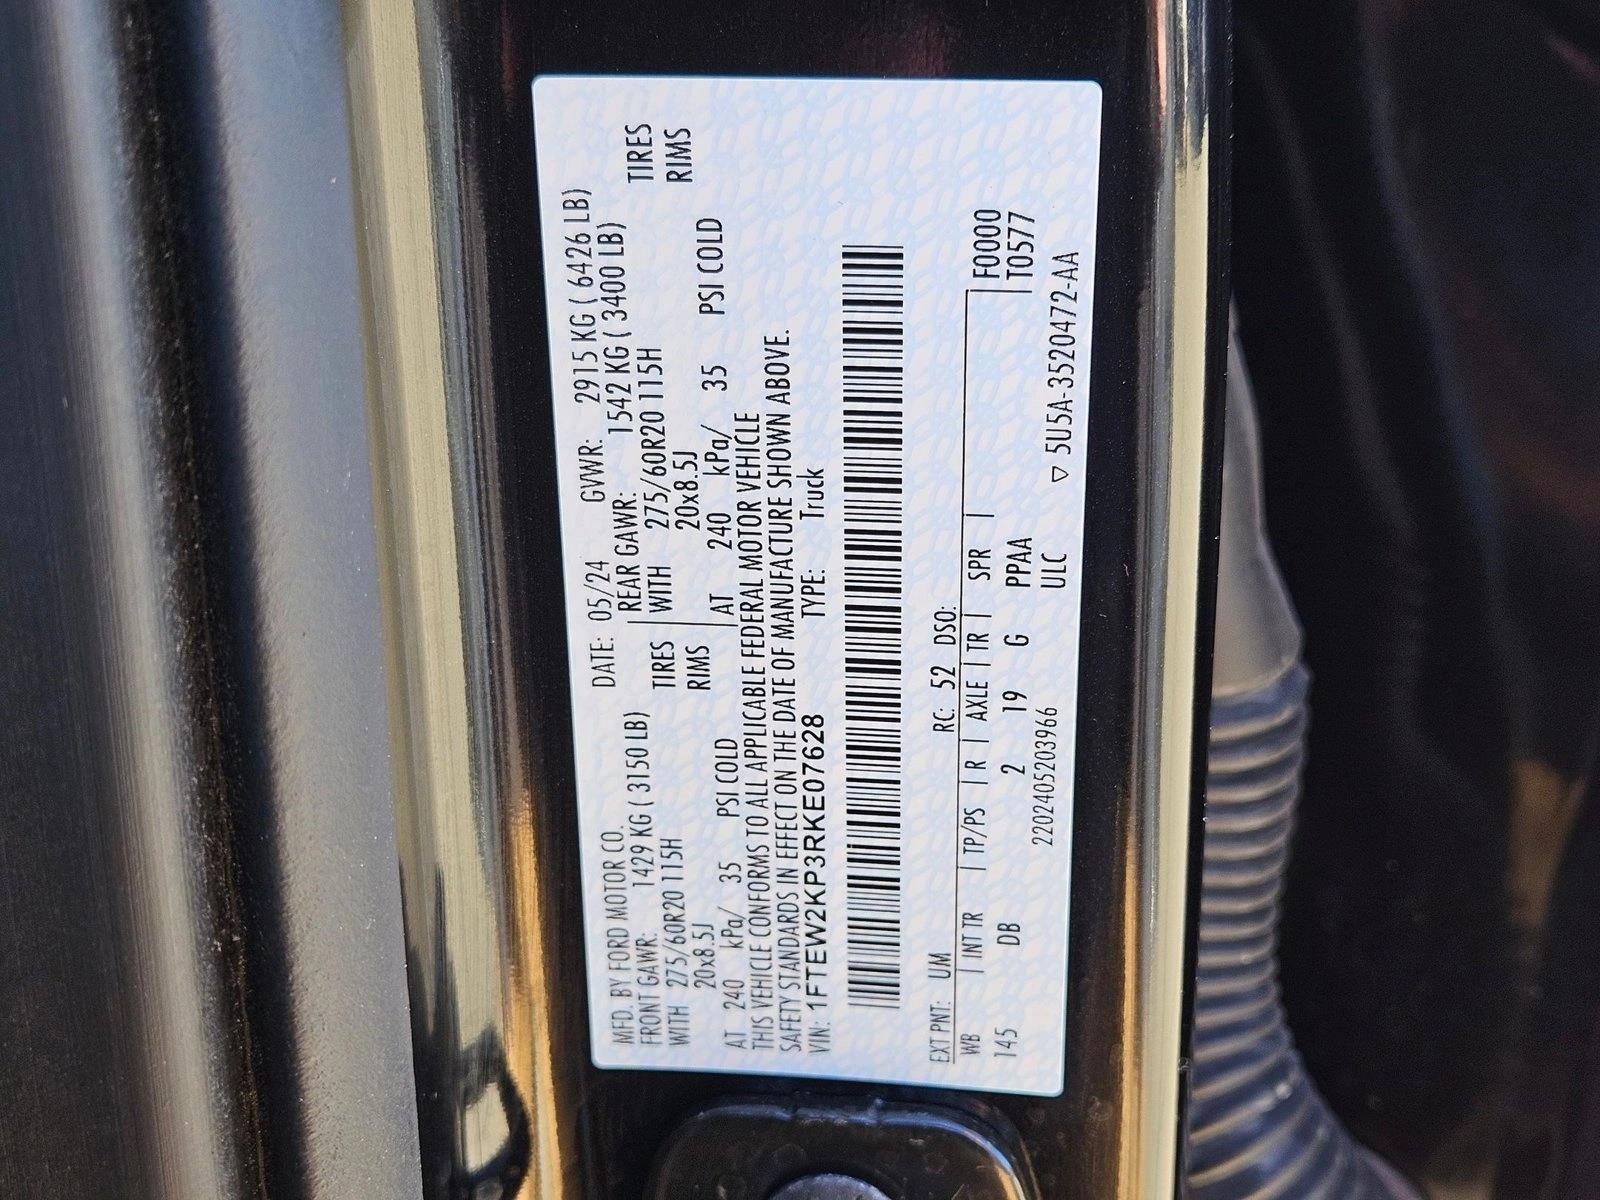 MFD. BY FORD MOTOR CO. DATE: 05/24 GVWR: 2915 KG ( 6426 LB)
FRONT GAWR: 1429 KG ( 3150 LB) REAR GAWR: 1542 KG ( 3400 LB)
WITH 275/60R20 115H TIRES WITH 275/60R20 115H TIRES
20x8.5J RIMS 20x8.5J RIMS
AT 240 kPa/ 35 PSI COLD AT 240 kPa/ 35 PSI COLD
THIS VEHICLE CONFORMS TO ALL APPLICABLE FEDERAL MOTOR VEHICLE
SAFETY STANDARDS IN EFFECT ON THE DATE OF MANUFACTURE SHOWN ABOVE.
VIN: 1FTEW2KP3RKE07628 TYPE: Truck
EXT PNT: UM RC: 52 DSO:
WB | INT TR | TP/PS | R | AXLE | TR | SPR | | F0000
145 DB 2 19 G PPAA | T0577
2202405203966 ULC ▽ 5U5A-3520472-AA